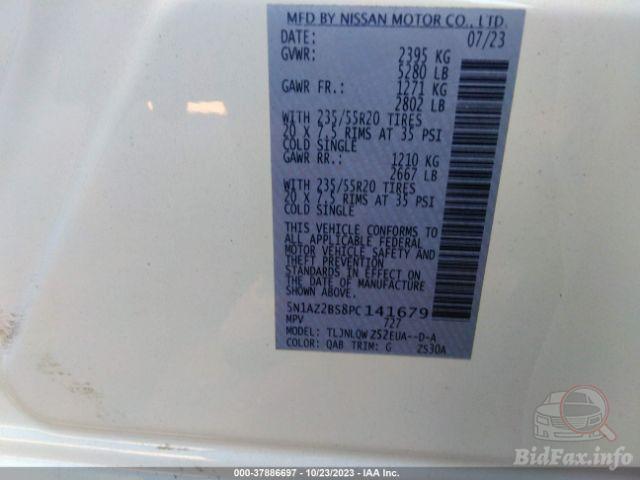 MFD BY NISSAN MOTOR CO., LTD.
DATE: 07/23
GVWR: 2395 KG
5280 LB
GAWR FR.: 1271 KG
2802 LB
WITH 235/55R20 TIRES
20 X 7.5 RIMS AT 35 PSI
COLD SINGLE
GAWR RR.: 1210 KG
2667 LB
WITH 235/55R20 TIRES
20 X 7.5 RIMS AT 35 PSI
COLD SINGLE
THIS VEHICLE CONFORMS TO
ALL APPLICABLE FEDERAL
MOTOR VEHICLE SAFETY AND
THEFT PREVENTION
STANDARDS IN EFFECT ON
THE DATE OF MANUFACTURE
SHOWN ABOVE.
5N1AZ2BS8PC141679
MPV 727
MODEL: TLJNLQWZS2EUA--D-A
COLOR: QAB TRIM: G ZS30A
BidFax.info
000-37886697 - 10/23/2023 - IAA Inc.